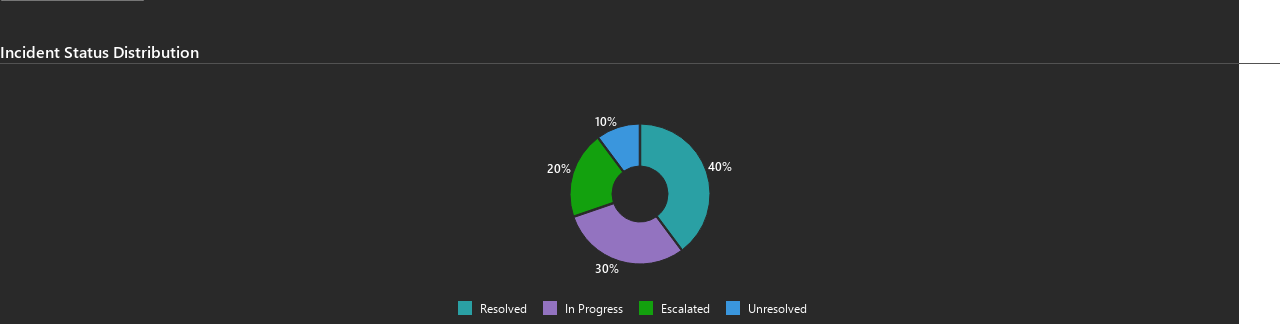 Incident Status Distribution
10%
40%
20%
30%
Resolved In Progress Escalated Unresolved